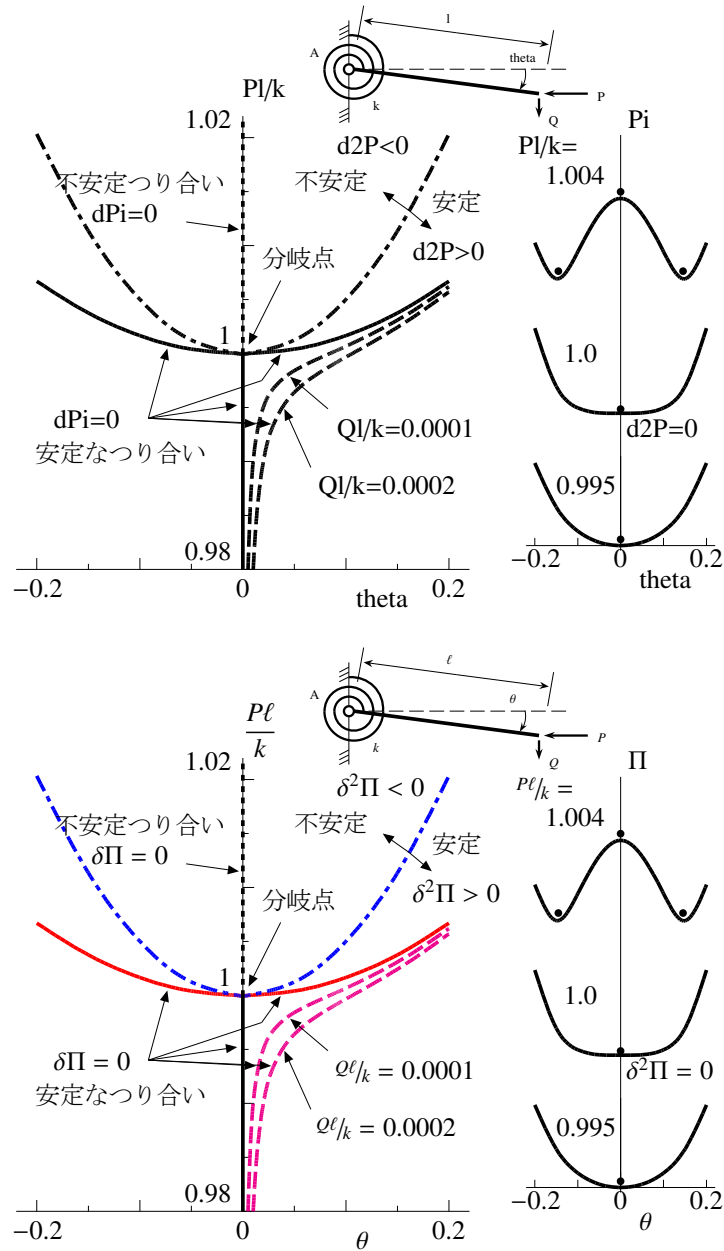 l
A
theta
k
P
Q
Pl/k
1.02
d2P<0
Pl/k=
Pi
1.004
不安定つり合い
dPi=0
不安定
安定
d2P>0
分岐点
1
1.0
dPi=0
安定なつり合い
Ql/k=0.0001
d2P=0
Ql/k=0.0002
0.995
0.98
−0.2
0
theta
0.2
−0.2
0
0.2
theta
ℓ
A
θ
k
P
Q
Pℓ
k
1.02
δ²Π < 0
Pℓ/k =
Π
1.004
不安定つり合い
δΠ = 0
不安定
安定
δ²Π > 0
分岐点
1
1.0
δΠ = 0
安定なつり合い
Qℓ/k = 0.0001
δ²Π = 0
Qℓ/k = 0.0002
0.995
0.98
−0.2
0
θ
0.2
−0.2
0
0.2
θ